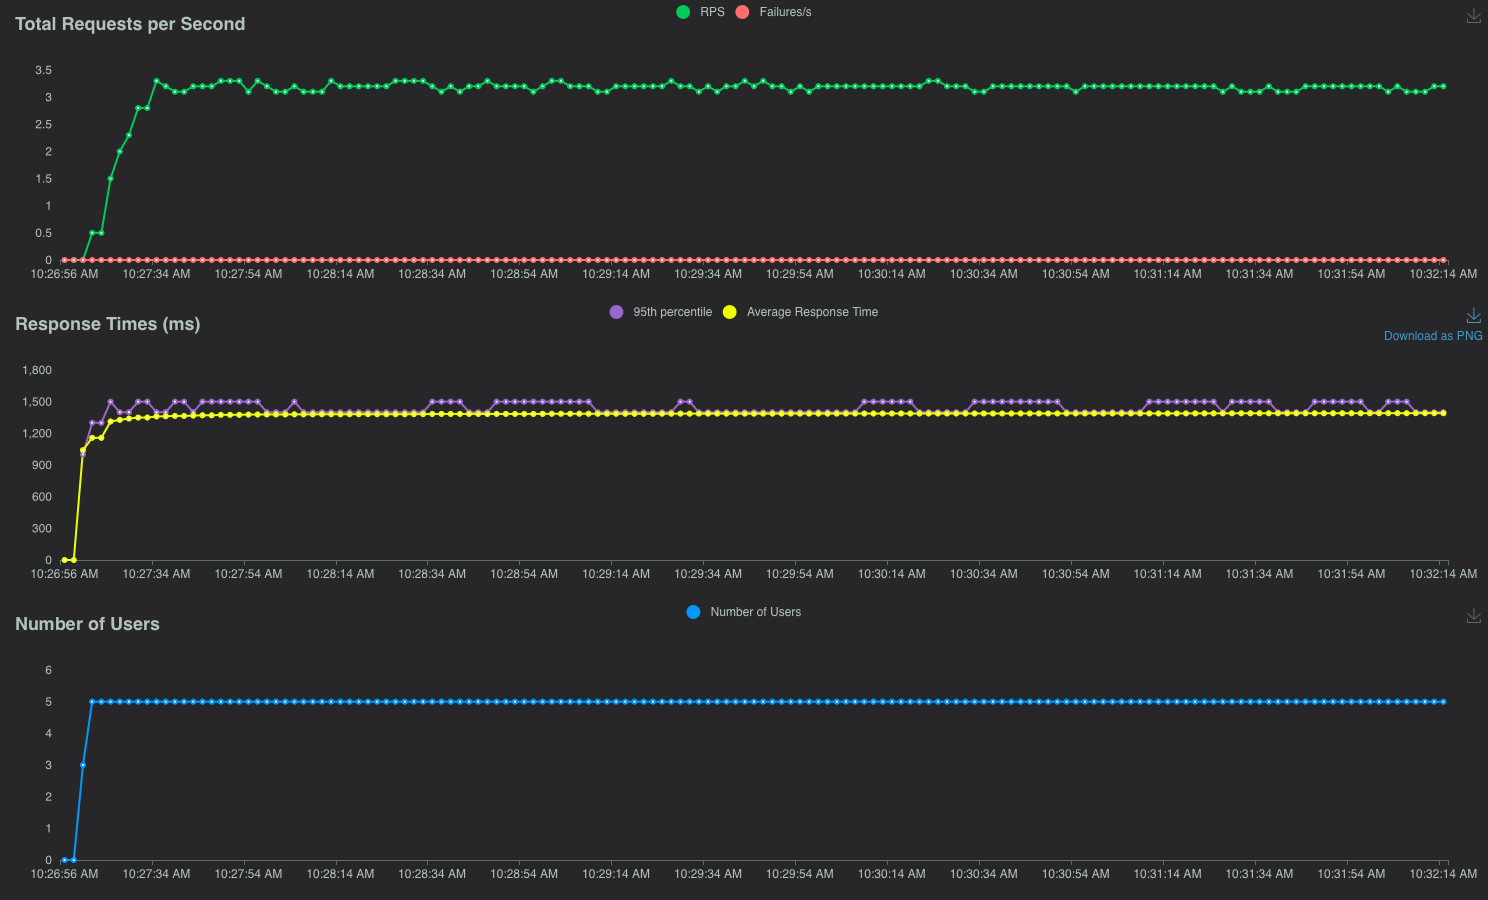 RPS Failures/s
Total Requests per Second
3.5
3
2.5
2
1.5
1
0.5
0
10:26:56 AM 10:27:34 AM 10:27:54 AM 10:28:14 AM 10:28:34 AM 10:28:54 AM 10:29:14 AM 10:29:34 AM 10:29:54 AM 10:30:14 AM 10:30:34 AM 10:30:54 AM 10:31:14 AM 10:31:34 AM 10:31:54 AM 10:32:14 AM
95th percentile Average Response Time
Response Times (ms)
Download as PNG
1,800
1,500
1,200
900
600
300
0
10:26:56 AM 10:27:34 AM 10:27:54 AM 10:28:14 AM 10:28:34 AM 10:28:54 AM 10:29:14 AM 10:29:34 AM 10:29:54 AM 10:30:14 AM 10:30:34 AM 10:30:54 AM 10:31:14 AM 10:31:34 AM 10:31:54 AM 10:32:14 AM
Number of Users
Number of Users
6
5
4
3
2
1
0
10:26:56 AM 10:27:34 AM 10:27:54 AM 10:28:14 AM 10:28:34 AM 10:28:54 AM 10:29:14 AM 10:29:34 AM 10:29:54 AM 10:30:14 AM 10:30:34 AM 10:30:54 AM 10:31:14 AM 10:31:34 AM 10:31:54 AM 10:32:14 AM